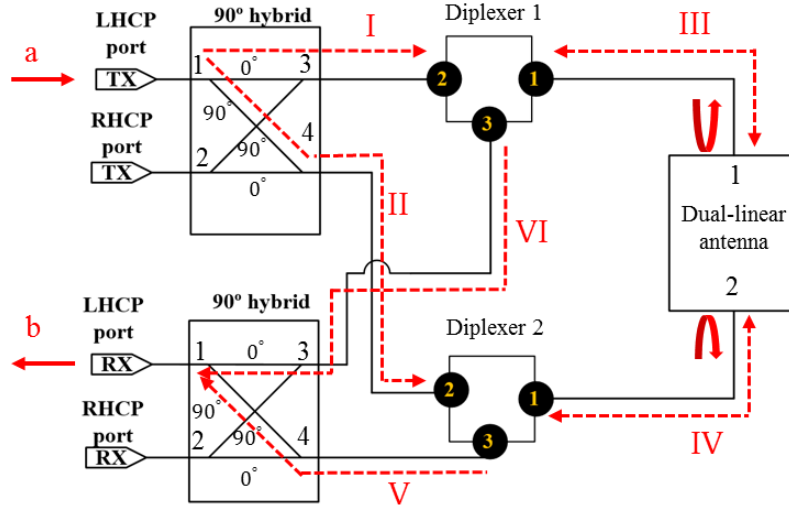 90º hybrid
LHCP
port
a
TX
1
0°
3
I
90°
RHCP
port
TX
2
90°
0°
4
II
Diplexer 1
2
1
3
III
VI
1
Dual-linear
antenna
2
90º hybrid
LHCP
port
b
RX
1
0°
3
90°
RHCP
port
RX
2
90°
0°
4
V
Diplexer 2
2
1
3
IV